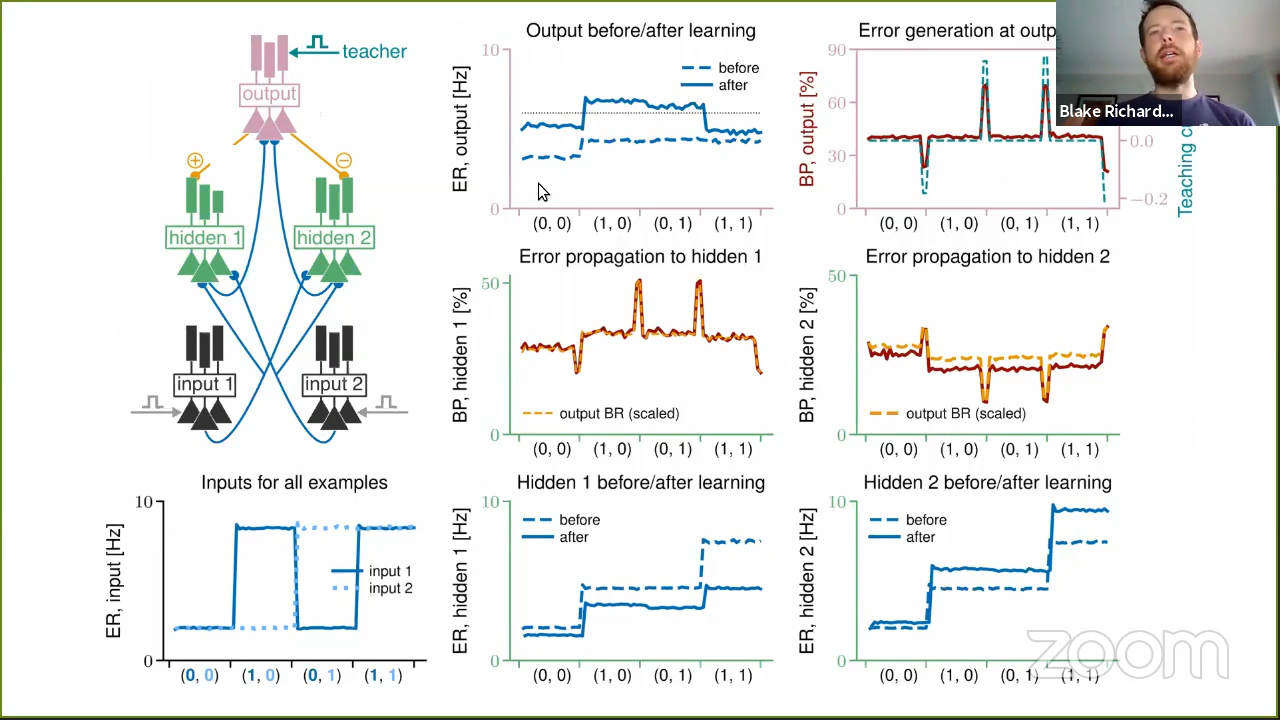 teacher
output
+
−
hidden 1
hidden 2
input 1
input 2
Output before/after learning
ER, output [Hz]
10
0
before
after
(0, 0) (1, 0) (0, 1) (1, 1)
Error generation at outp
BP, output [%]
90
60
30
0
0.0
−0.2
Teaching c
(0, 0) (1, 0) (0, 1) (1, 1)
Blake Richard...
Error propagation to hidden 1
BP, hidden 1 [%]
50
0
output BR (scaled)
(0, 0) (1, 0) (0, 1) (1, 1)
Error propagation to hidden 2
BP, hidden 2 [%]
50
0
output BR (scaled)
(0, 0) (1, 0) (0, 1) (1, 1)
Inputs for all examples
ER, input [Hz]
10
0
input 1
input 2
(0, 0) (1, 0) (0, 1) (1, 1)
Hidden 1 before/after learning
ER, hidden 1 [Hz]
10
0
before
after
(0, 0) (1, 0) (0, 1) (1, 1)
Hidden 2 before/after learning
ER, hidden 2 [Hz]
10
0
before
after
(0, 0) (1, 0) (0, 1) (1, 1)
zoom